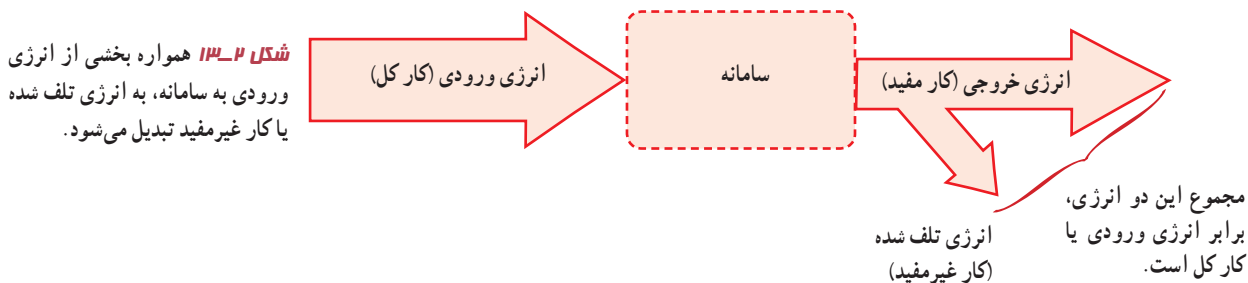 شکل ۲ــ۱۳ همواره بخشی از انرژی
ورودی به سامانه، به انرژی تلف شده
یا کار غیرمفید تبدیل می‌شود.
انرژی ورودی (کار کل)
سامانه
انرژی خروجی (کار مفید)
انرژی تلف شده
(کار غیرمفید)
مجموع این دو انرژی،
برابر انرژی ورودی یا
کار کل است.